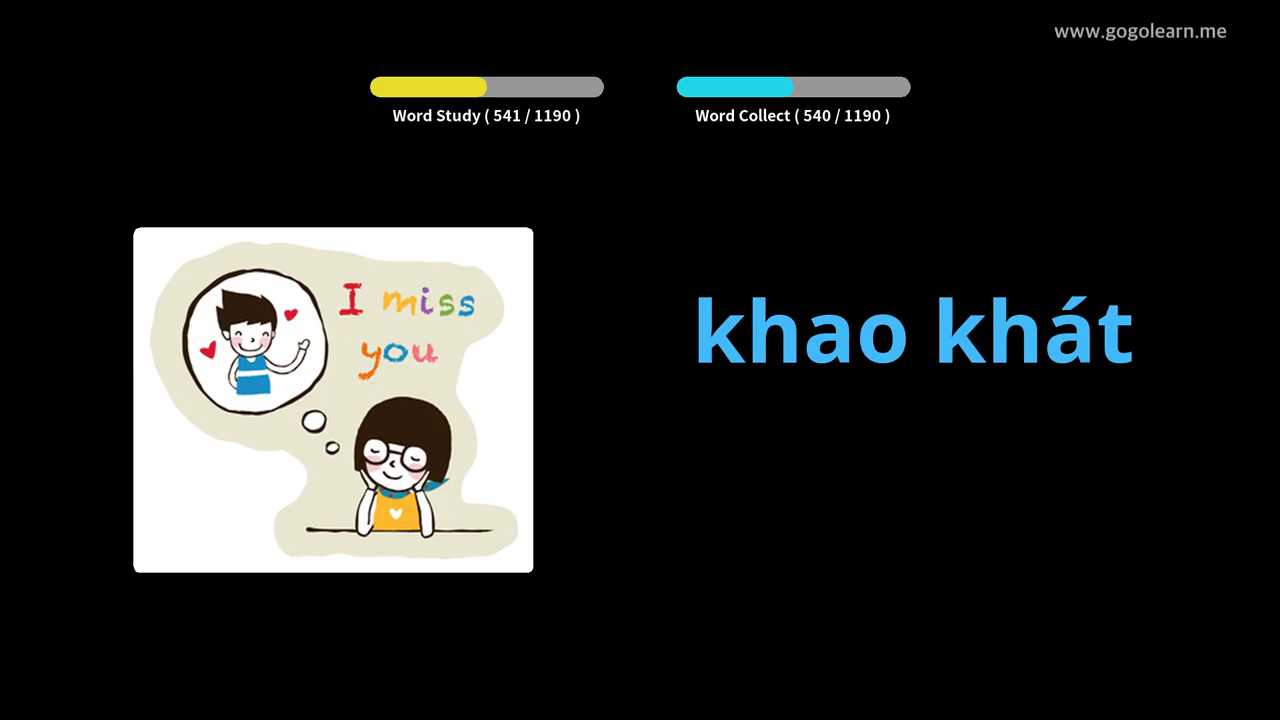 www.gogolearn.me
Word Study ( 541 / 1190 )
Word Collect ( 540 / 1190 )
I miss
you
khao khát